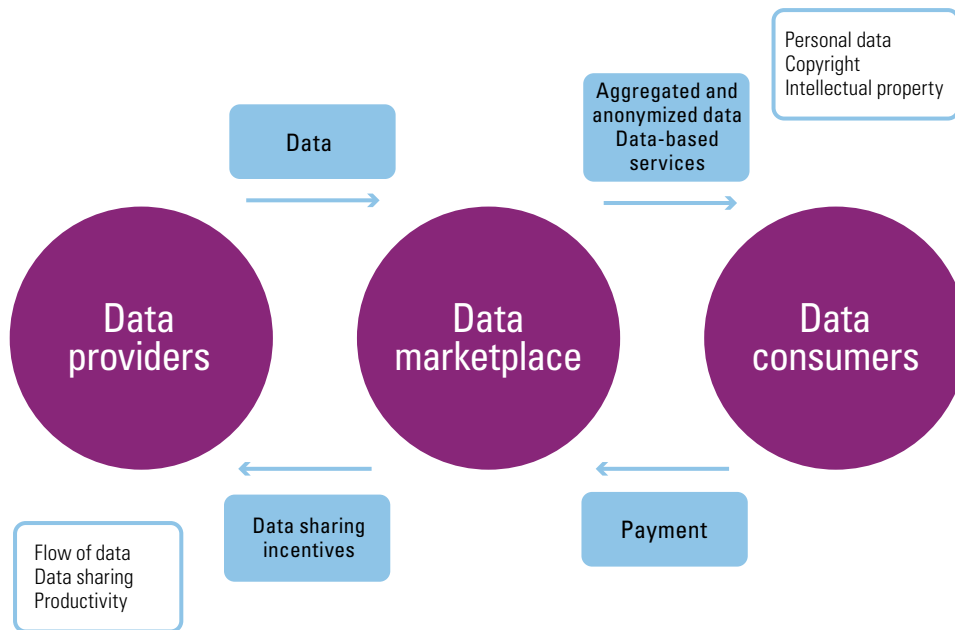 Personal data
Copyright
Intellectual property
Data
Aggregated and
anonymized data
Data-based
services
Data
providers
Data
marketplace
Data
consumers
Data sharing
incentives
Payment
Flow of data
Data sharing
Productivity